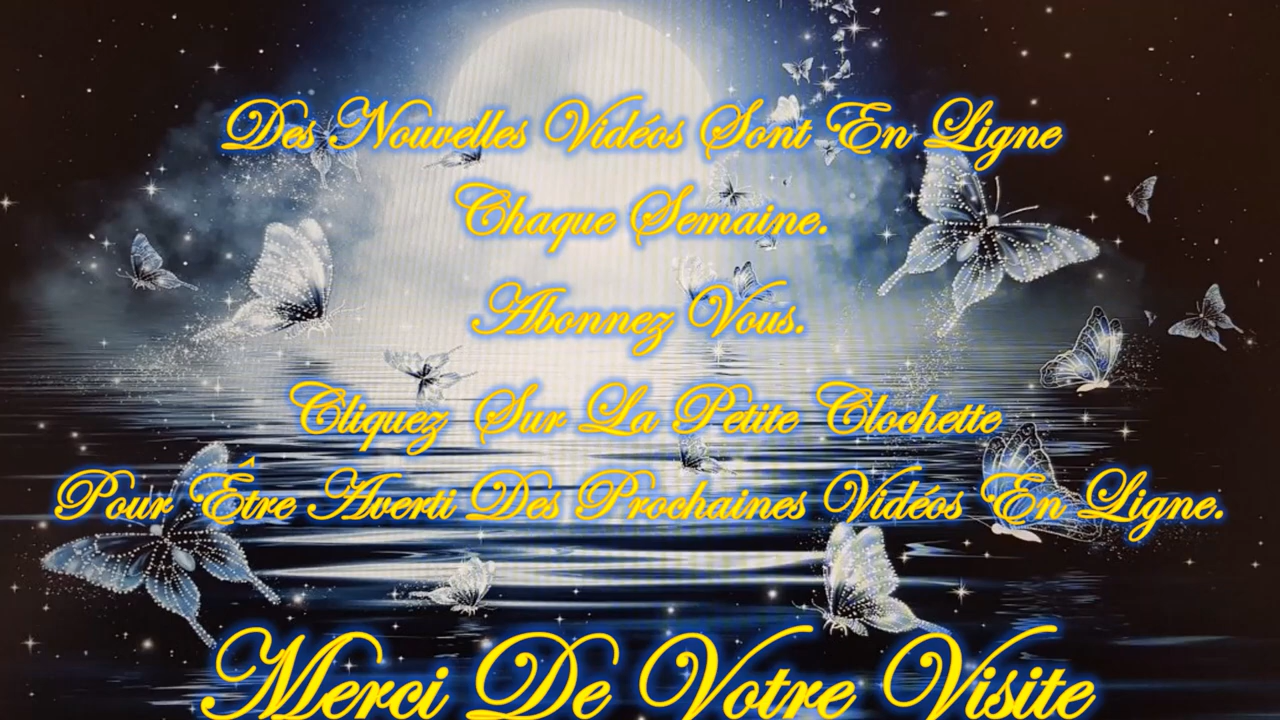 Des Nouvelles Vidéos Sont En Ligne
Chaque Semaine.
Abonnez Vous.
Cliquez Sur La Petite Clochette
Pour Être Averti Des Prochaines Vidéos En Ligne.
Merci De Votre Visite